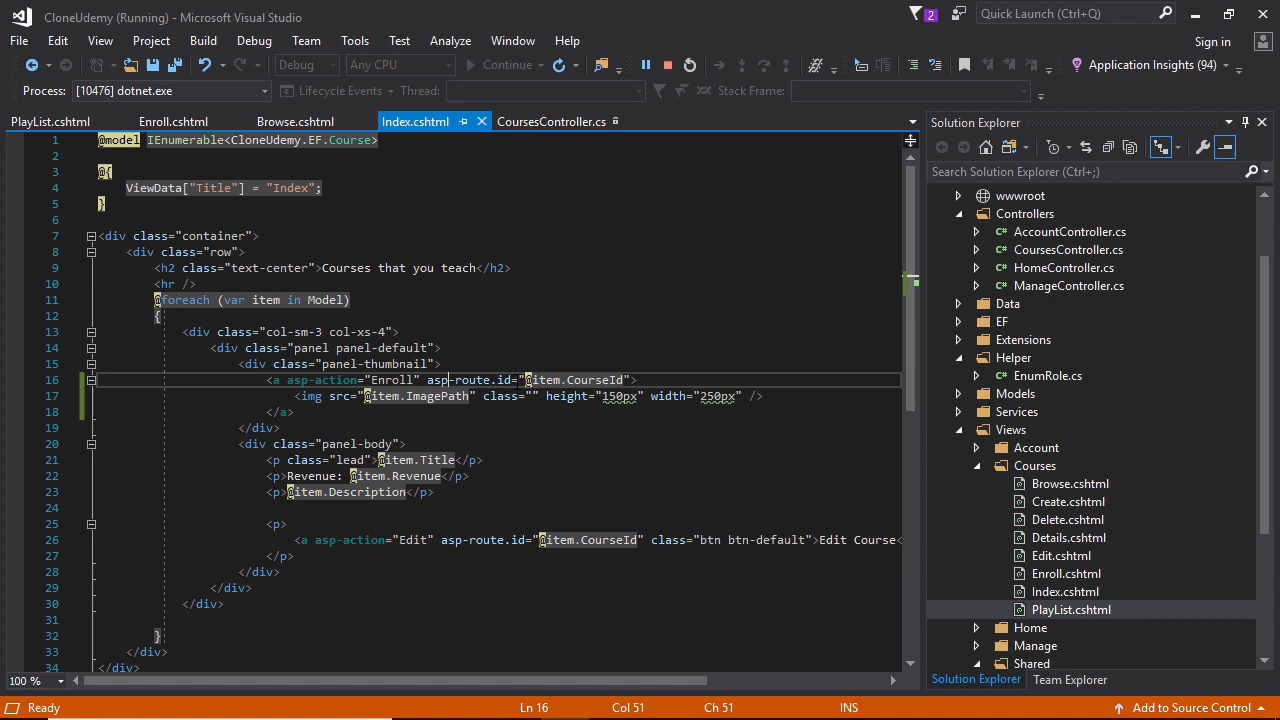 CloneUdemy (Running) - Microsoft Visual Studio
2
Quick Launch (Ctrl+Q)
File Edit View Project Build Debug Team Tools Test Analyze Window Help
Sign in
Debug Any CPU Continue Application Insights (94)
Process: [10476] dotnet.exe Lifecycle Events Thread: Stack Frame:
PlayList.cshtml Enroll.cshtml Browse.cshtml Index.cshtml CoursesController.cs
1 @model IEnumerable<CloneUdemy.EF.Course>
2
3 @{
4 ViewData["Title"] = "Index";
5 }
6
7 <div class="container">
8 <div class="row">
9 <h2 class="text-center">Courses that you teach</h2>
10 <hr />
11 @foreach (var item in Model)
12 {
13 <div class="col-sm-3 col-xs-4">
14 <div class="panel panel-default">
15 <div class="panel-thumbnail">
16 <a asp-action="Enroll" asp-route.id="@item.CourseId">
17 <img src="@item.ImagePath" class="" height="150px" width="250px" />
18 </a>
19 </div>
20 <div class="panel-body">
21 <p class="lead">@item.Title</p>
22 <p>Revenue: @item.Revenue</p>
23 <p>@item.Description</p>
24
25 <p>
26 <a asp-action="Edit" asp-route.id="@item.CourseId" class="btn btn-default">Edit Course<
27 </p>
28 </div>
29 </div>
30 </div>
31
32 }
33 </div>
34 </div>
100 %
Solution Explorer
Search Solution Explorer (Ctrl+;)
wwwroot
Controllers
C# AccountController.cs
C# CoursesController.cs
C# HomeController.cs
C# ManageController.cs
Data
EF
Extensions
Helper
C# EnumRole.cs
Models
Services
Views
Account
Courses
Browse.cshtml
Create.cshtml
Delete.cshtml
Details.cshtml
Edit.cshtml
Enroll.cshtml
Index.cshtml
PlayList.cshtml
Home
Manage
Shared
Solution Explorer Team Explorer
Ready Ln 16 Col 51 Ch 51 INS Add to Source Control